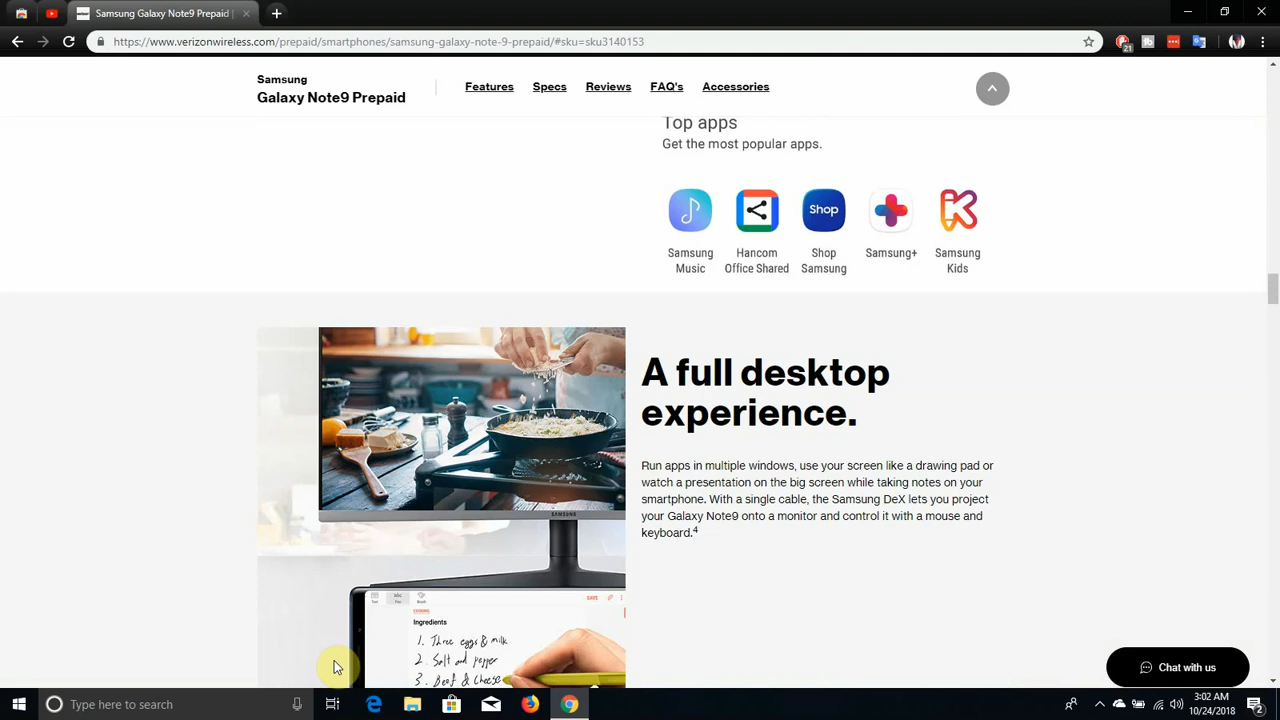 Samsung Galaxy Note9 Prepaid |
https://www.verizonwireless.com/prepaid/smartphones/samsung-galaxy-note-9-prepaid/#sku=sku3140153
21
Samsung
Galaxy Note9 Prepaid
Features
Specs
Reviews
FAQ's
Accessories
Top apps
Get the most popular apps.
Shop
Samsung
Music
Hancom
Office Shared
Shop
Samsung
Samsung+
Samsung
Kids
SAMSUNG
A full desktop
experience.
Run apps in multiple windows, use your screen like a drawing pad or
watch a presentation on the big screen while taking notes on your
smartphone. With a single cable, the Samsung DeX lets you project
your Galaxy Note9 onto a monitor and control it with a mouse and
keyboard.4
SAVE
Ingredients
1. Three eggs & milk
2. Salt and pepper
3. Beef & Cheese
Chat with us
Type here to search
3:02 AM
10/24/2018
2